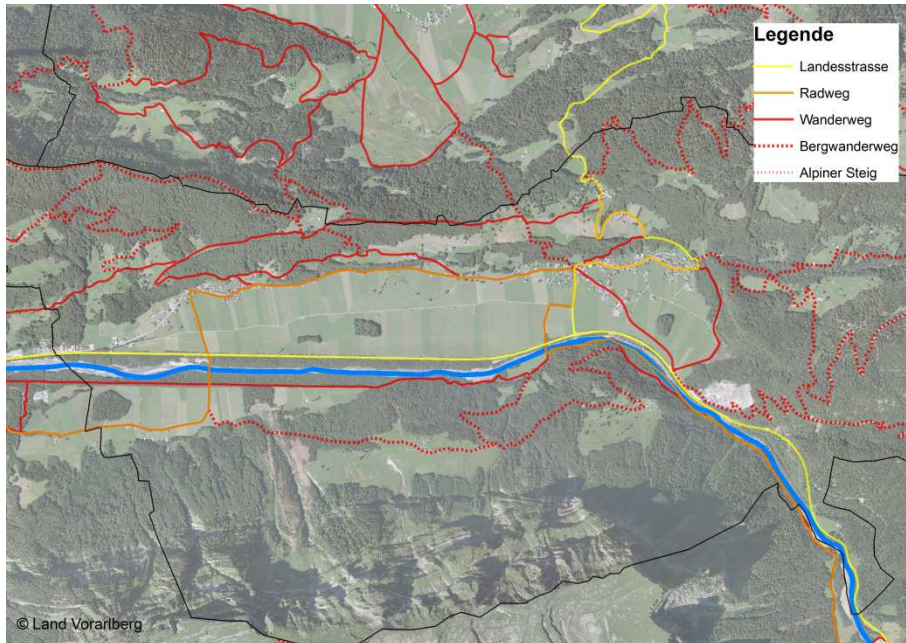 Legende
Landesstrasse
Radweg
Wanderweg
Bergwanderweg
Alpiner Steig
© Land Vorarlberg